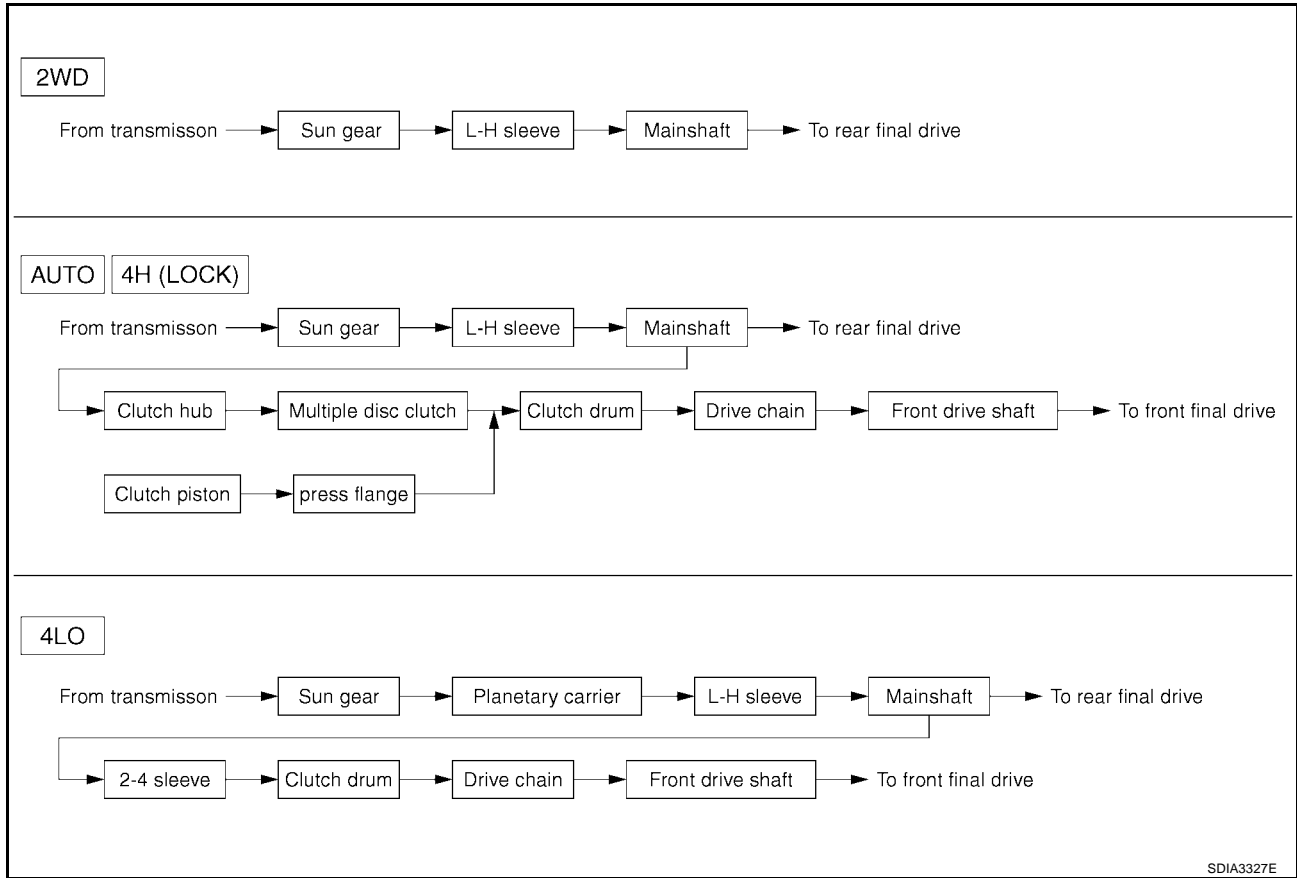 2WD
From transmisson Sun gear L-H sleeve Mainshaft To rear final drive
AUTO 4H (LOCK)
From transmisson Sun gear L-H sleeve Mainshaft To rear final drive
Clutch hub Multiple disc clutch Clutch drum Drive chain Front drive shaft To front final drive
Clutch piston press flange
4LO
From transmisson Sun gear Planetary carrier L-H sleeve Mainshaft To rear final drive
2-4 sleeve Clutch drum Drive chain Front drive shaft To front final drive
SDIA3327E